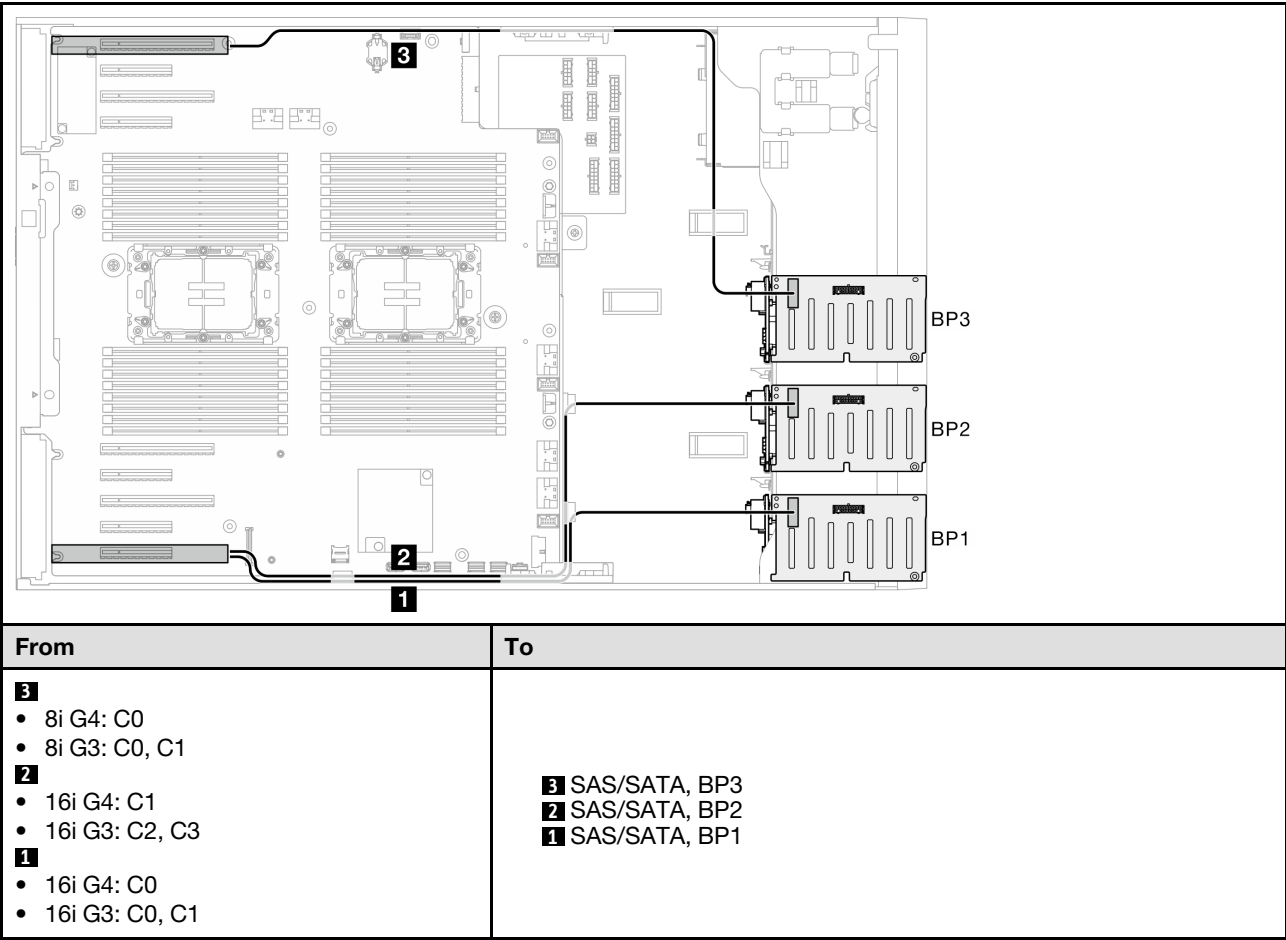 3
BP3
BP2
BP1
2
1
From
To
3
• 8i G4: C0
• 8i G3: C0, C1
2
• 16i G4: C1
• 16i G3: C2, C3
1
• 16i G4: C0
• 16i G3: C0, C1
3 SAS/SATA, BP3
2 SAS/SATA, BP2
1 SAS/SATA, BP1